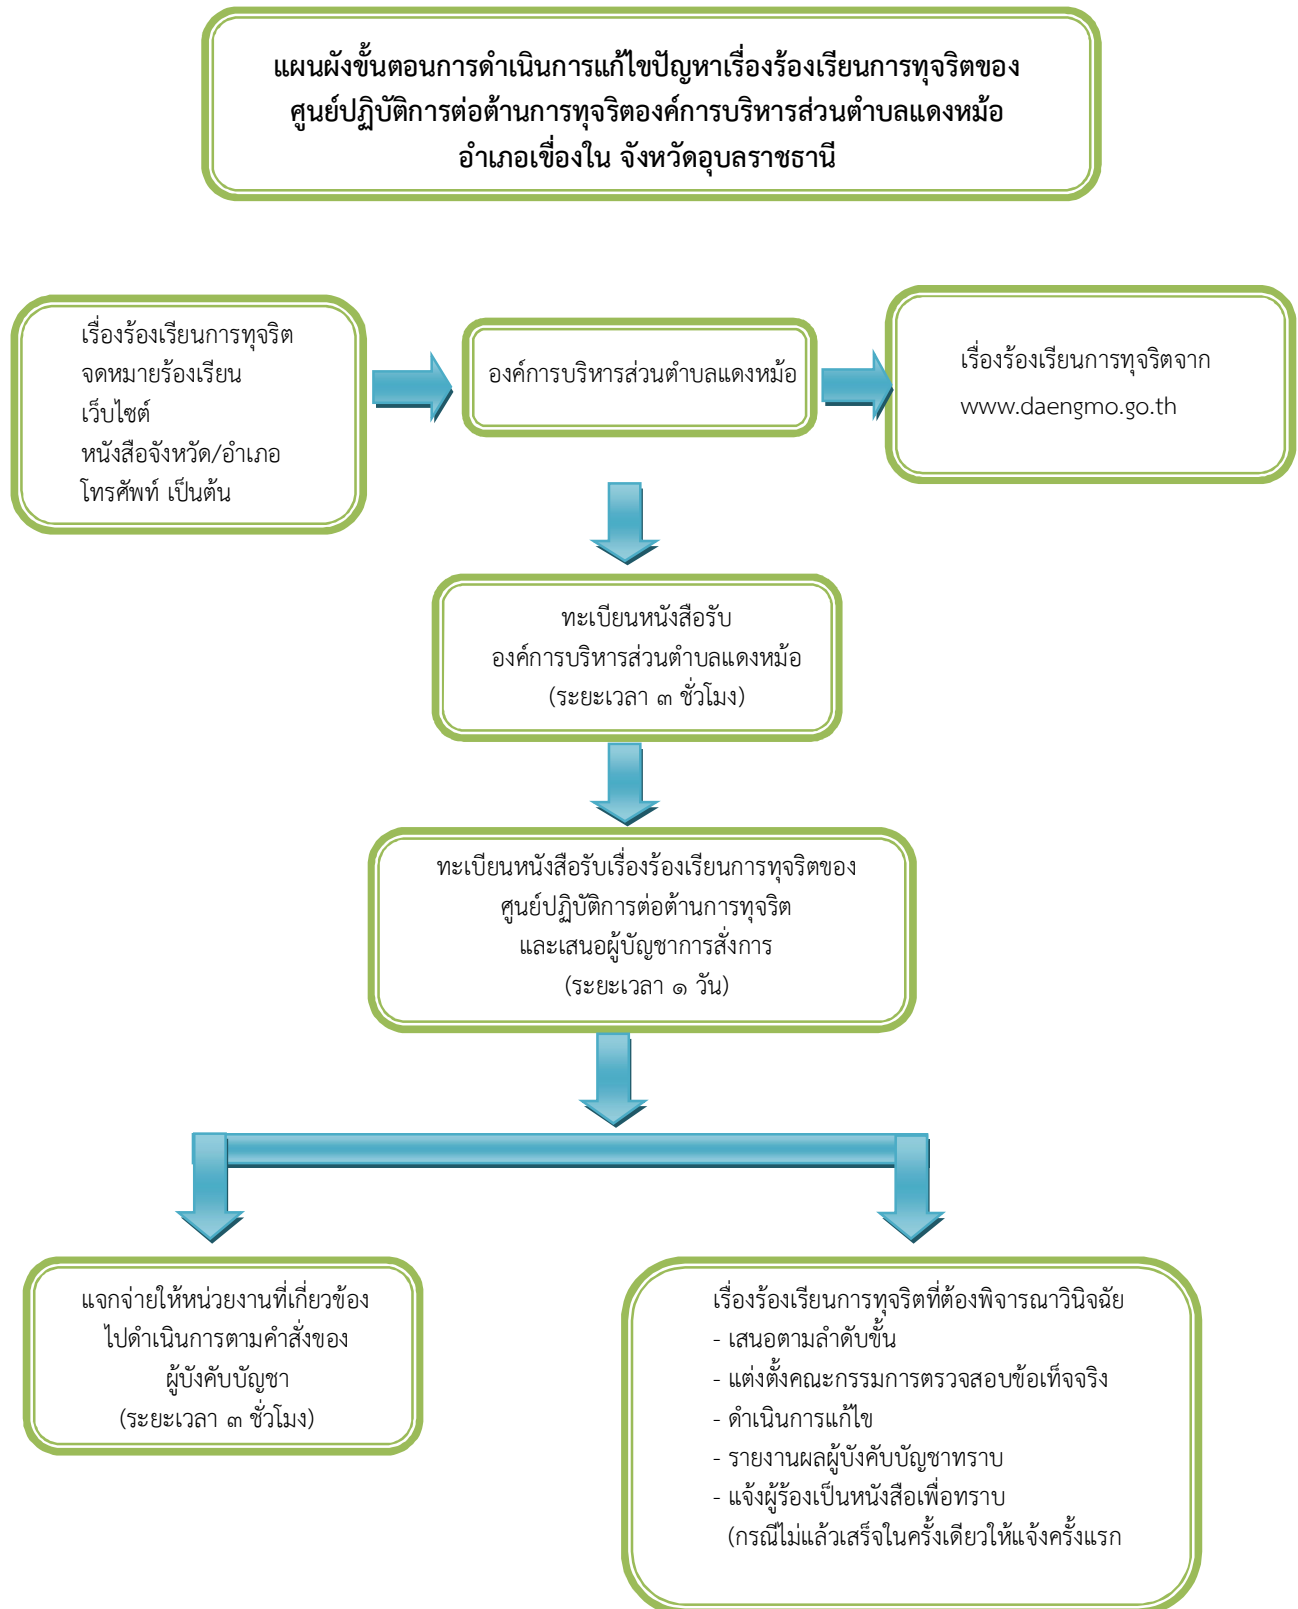 แผนผังขั้นตอนการดำเนินการแก้ไขปัญหาเรื่องร้องเรียนการทุจริตของ
ศูนย์ปฏิบัติการต่อต้านการทุจริตองค์การบริหารส่วนตำบลแดงหม้อ
อำเภอเขื่องใน จังหวัดอุบลราชธานี
เรื่องร้องเรียนการทุจริต
จดหมายร้องเรียน
เว็บไซต์
หนังสือจังหวัด/อำเภอ
โทรศัพท์ เป็นต้น
องค์การบริหารส่วนตำบลแดงหม้อ
เรื่องร้องเรียนการทุจริตจาก
www.daengmo.go.th
ทะเบียนหนังสือรับ
องค์การบริหารส่วนตำบลแดงหม้อ
(ระยะเวลา ๓ ชั่วโมง)
ทะเบียนหนังสือรับเรื่องร้องเรียนการทุจริตของ
ศูนย์ปฏิบัติการต่อต้านการทุจริต
และเสนอผู้บัญชาการสั่งการ
(ระยะเวลา ๑ วัน)
แจกจ่ายให้หน่วยงานที่เกี่ยวข้อง
ไปดำเนินการตามคำสั่งของ
ผู้บังคับบัญชา
(ระยะเวลา ๓ ชั่วโมง)
เรื่องร้องเรียนการทุจริตที่ต้องพิจารณาวินิจฉัย
- เสนอตามลำดับขั้น
- แต่งตั้งคณะกรรมการตรวจสอบข้อเท็จจริง
- ดำเนินการแก้ไข
- รายงานผลผู้บังคับบัญชาทราบ
- แจ้งผู้ร้องเป็นหนังสือเพื่อทราบ
(กรณีไม่แล้วเสร็จในครั้งเดียวให้แจ้งครั้งแรก